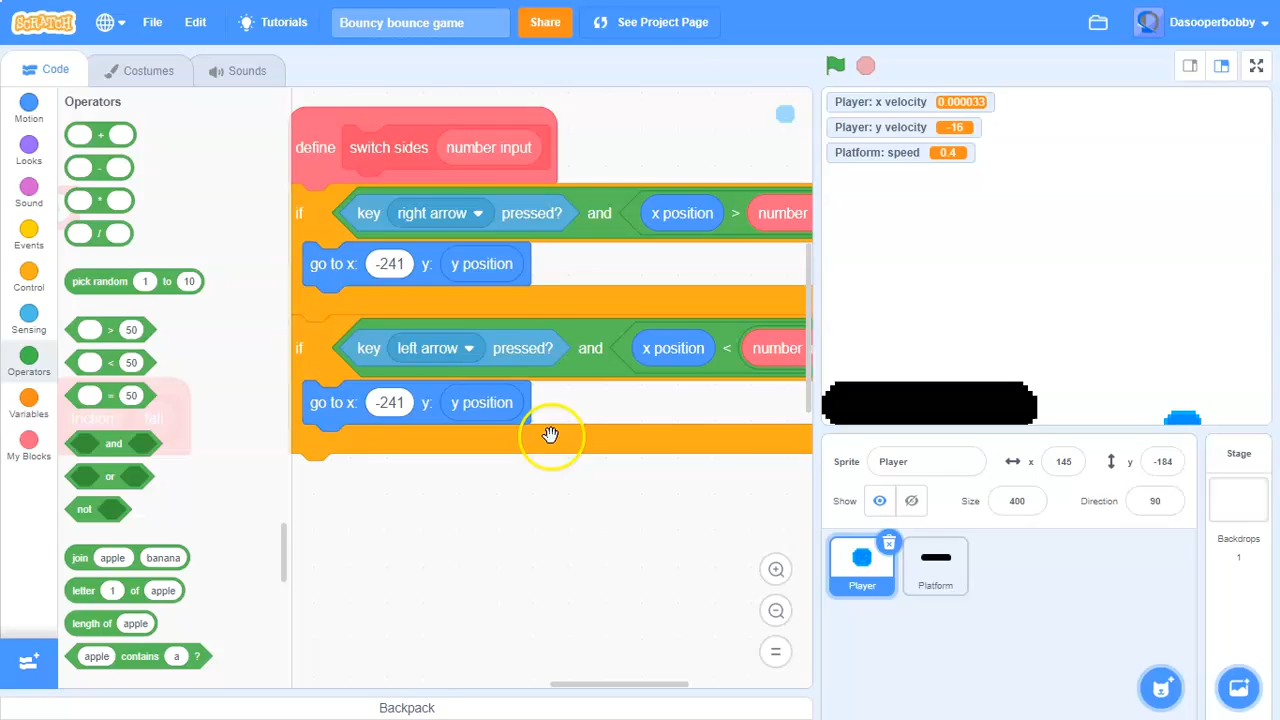 SCRATCH File Edit Tutorials Bouncy bounce game Share See Project Page Dasooperbobby
Code Costumes Sounds
Motion
Looks
Sound
Events
Control
Sensing
Operators
Variables
My Blocks
Operators
+
-
*
/
pick random 1 to 10
> 50
< 50
= 50
friction fall
and
or
not
join apple banana
letter 1 of apple
length of apple
apple contains a ?
define switch sides number input
if key right arrow pressed? and x position > number
go to x: -241 y: y position
if key left arrow pressed? and x position < number
go to x: -241 y: y position
=
Backpack
Player: x velocity 0.000033
Player: y velocity -16
Platform: speed 0.4
Sprite Player x 145 y -184
Show Size 400 Direction 90
Player Platform
Stage
Backdrops
1